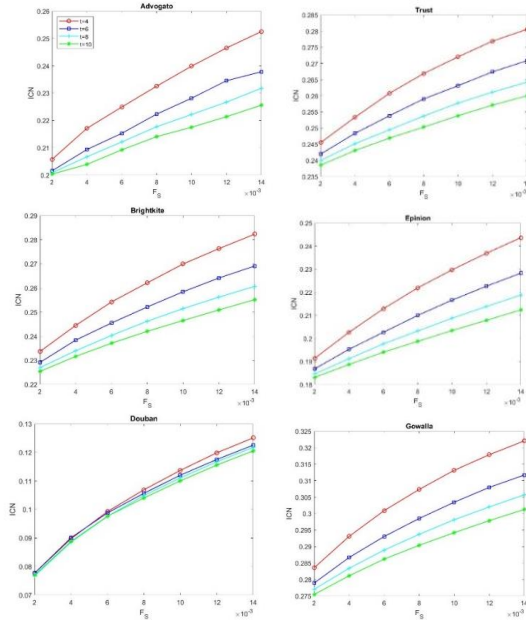 Advogato
0.26
0.25
0.24
0.23
0.22
0.21
0.2
ICN
t=4
t=6
t=8
t=10
2 4 6 8 10 12 14
F_S ×10⁻³
Trust
0.285
0.28
0.275
0.27
0.265
0.26
0.255
0.25
0.245
0.24
0.235
ICN
2 4 6 8 10 12 14
F_S ×10⁻³
Brightkite
0.29
0.28
0.27
0.26
0.25
0.24
0.23
0.22
ICN
2 4 6 8 10 12 14
F_S ×10⁻³
Epinion
0.25
0.24
0.23
0.22
0.21
0.2
0.19
0.18
ICN
2 4 6 8 10 12 14
F_S ×10⁻³
Douban
0.13
0.12
0.11
0.1
0.09
0.08
0.07
ICN
2 4 6 8 10 12 14
F_S ×10⁻³
Gowalla
0.325
0.32
0.315
0.31
0.305
0.3
0.295
0.29
0.285
0.28
0.275
ICN
2 4 6 8 10 12 14
F_S ×10⁻³